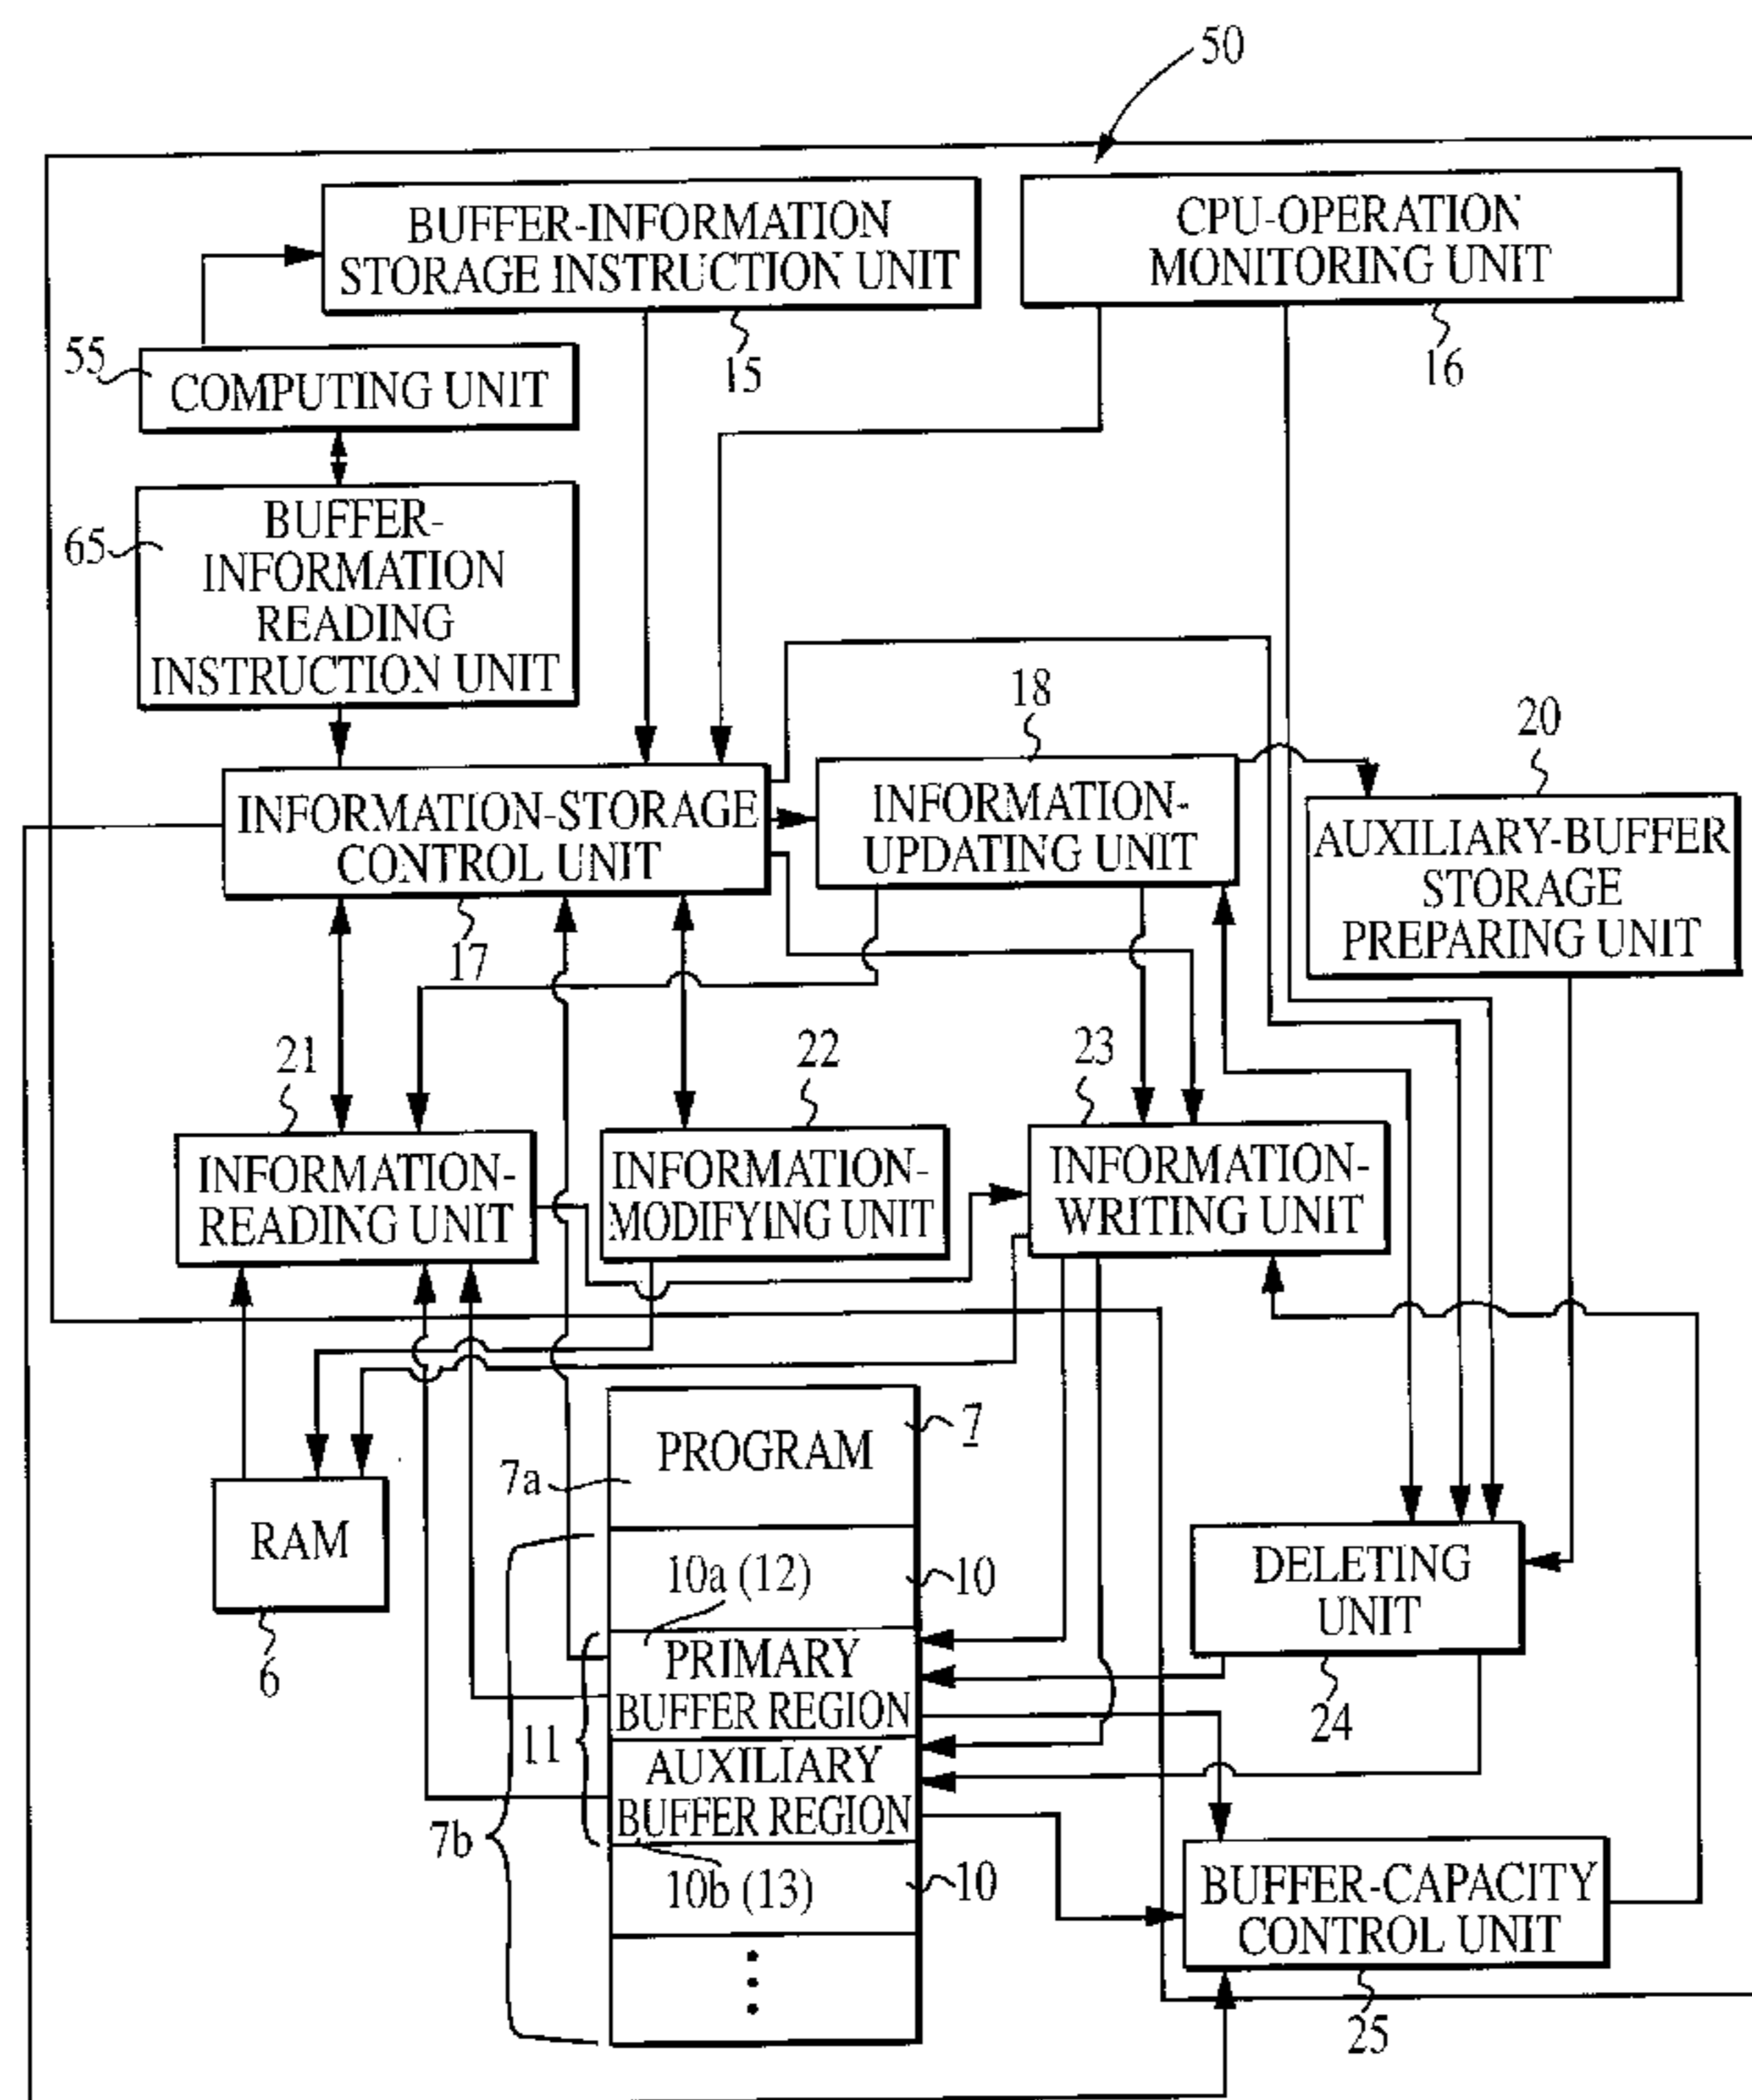 50
BUFFER-INFORMATION
STORAGE INSTRUCTION UNIT
15
CPU-OPERATION
MONITORING UNIT
16
55
COMPUTING UNIT
65
BUFFER-
INFORMATION
READING
INSTRUCTION UNIT
INFORMATION-STORAGE
CONTROL UNIT
17
18
INFORMATION-
UPDATING UNIT
20
AUXILIARY-BUFFER
STORAGE
PREPARING UNIT
21
INFORMATION-
READING UNIT
22
INFORMATION-
MODIFYING UNIT
23
INFORMATION-
WRITING UNIT
RAM
6
7
PROGRAM
7a
10a (12)
10
PRIMARY
BUFFER REGION
11
AUXILIARY
BUFFER REGION
7b
10b (13)
10
DELETING
UNIT
24
BUFFER-CAPACITY
CONTROL UNIT
25